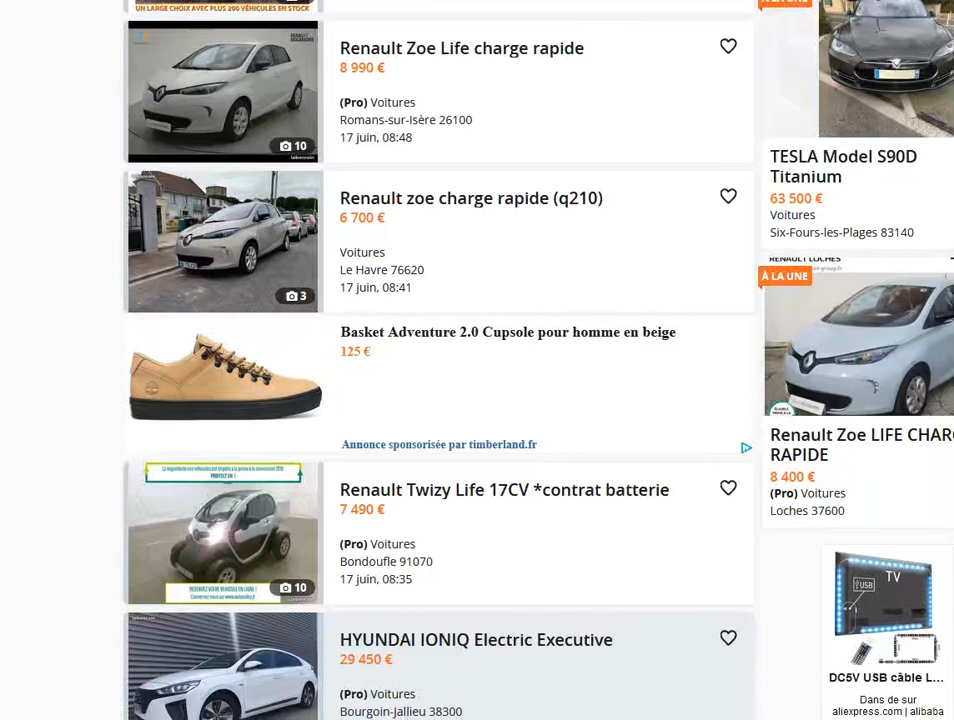 UN LARGE CHOIX AVEC PLUS 200 VÉHICULES EN STOCK
Renault Zoe Life charge rapide
8 990 €
(Pro) Voitures
Romans-sur-Isère 26100
17 juin, 08:48
10
leboncoin
Renault zoe charge rapide (q210)
6 700 €
Voitures
Le Havre 76620
17 juin, 08:41
3
Basket Adventure 2.0 Cupsole pour homme en beige
125 €
Annonce sponsorisée par timberland.fr
Renault Twizy Life 17CV *contrat batterie
7 490 €
(Pro) Voitures
Bondoufle 91070
17 juin, 08:35
10
HYUNDAI IONIQ Electric Executive
29 450 €
(Pro) Voitures
Bourgoin-Jallieu 38300
À LA UNE
TESLA Model S90D
Titanium
63 500 €
Voitures
Six-Fours-les-Plages 83140
RENAULT LOCHES
À LA UNE
Renault Zoe LIFE CHAR
RAPIDE
8 400 €
(Pro) Voitures
Loches 37600
TV
USB
DC5V USB câble L...
Dans de sur
aliexpress.com | alibaba